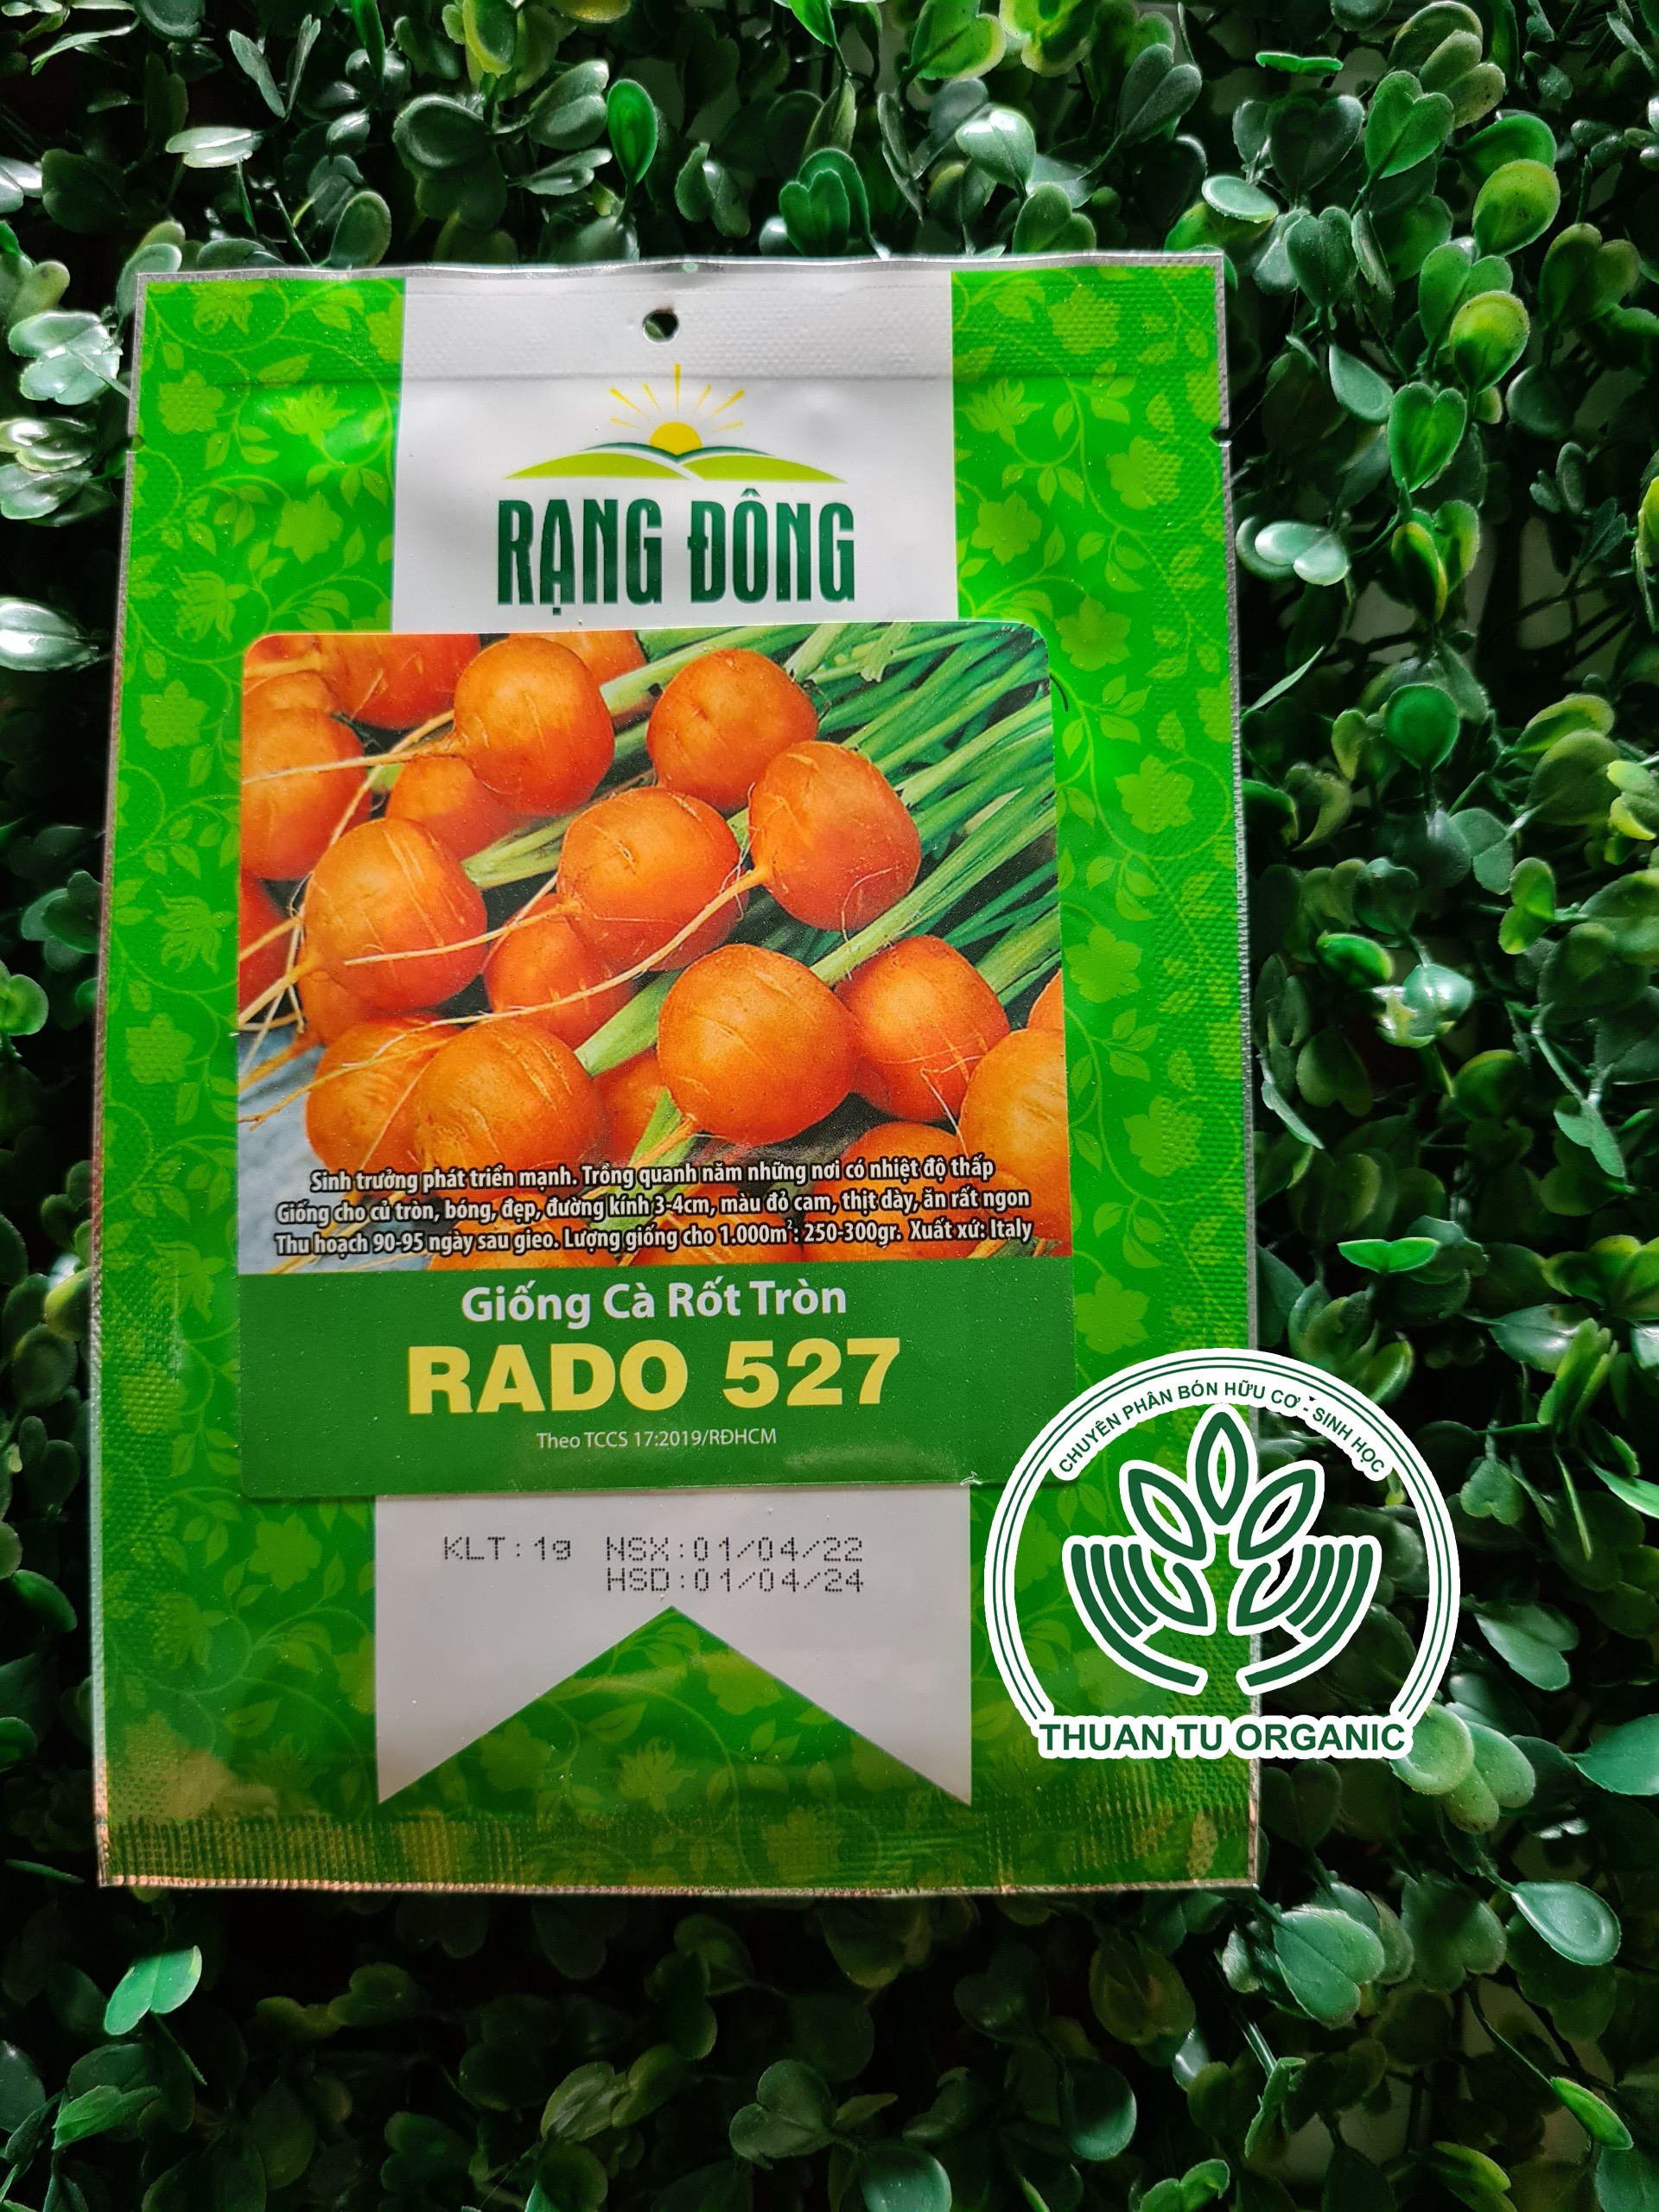 RẠNG ĐÔNG
Sinh trưởng phát triển mạnh. Trồng quanh năm những nơi có nhiệt độ thấp
Giống cho củ tròn, bóng, đẹp, đường kính 3-4cm, màu đỏ cam, thịt dày, ăn rất ngon
Thu hoạch 90-95 ngày sau gieo. Lượng giống cho 1.000m²: 250-300gr. Xuất xứ: Italy
Giống Cà Rốt Tròn
RADO 527
Theo TCCS 17:2019/RĐHCM
KLT:1g NSX:01/04/22
HSD:01/04/24
CHUYÊN PHÂN BÓN HỮU CƠ - SINH HỌC
THUAN TU ORGANIC